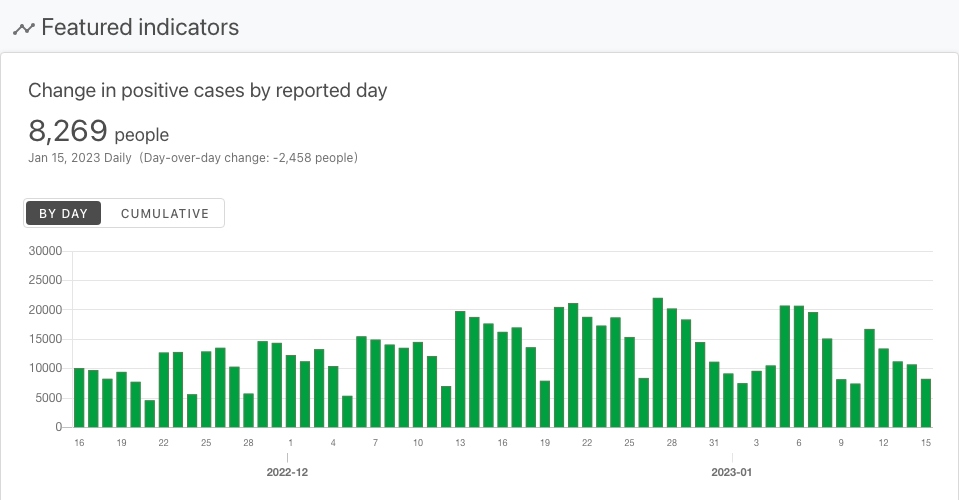 Featured indicators
Change in positive cases by reported day
8,269 people
Jan 15, 2023 Daily (Day-over-day change: -2,458 people)
BY DAY CUMULATIVE
30000
25000
20000
15000
10000
5000
0
16 19 22 25 28 1 4 7 10 13 16 19 22 25 28 31 3 6 9 12 15
2022-12 2023-01